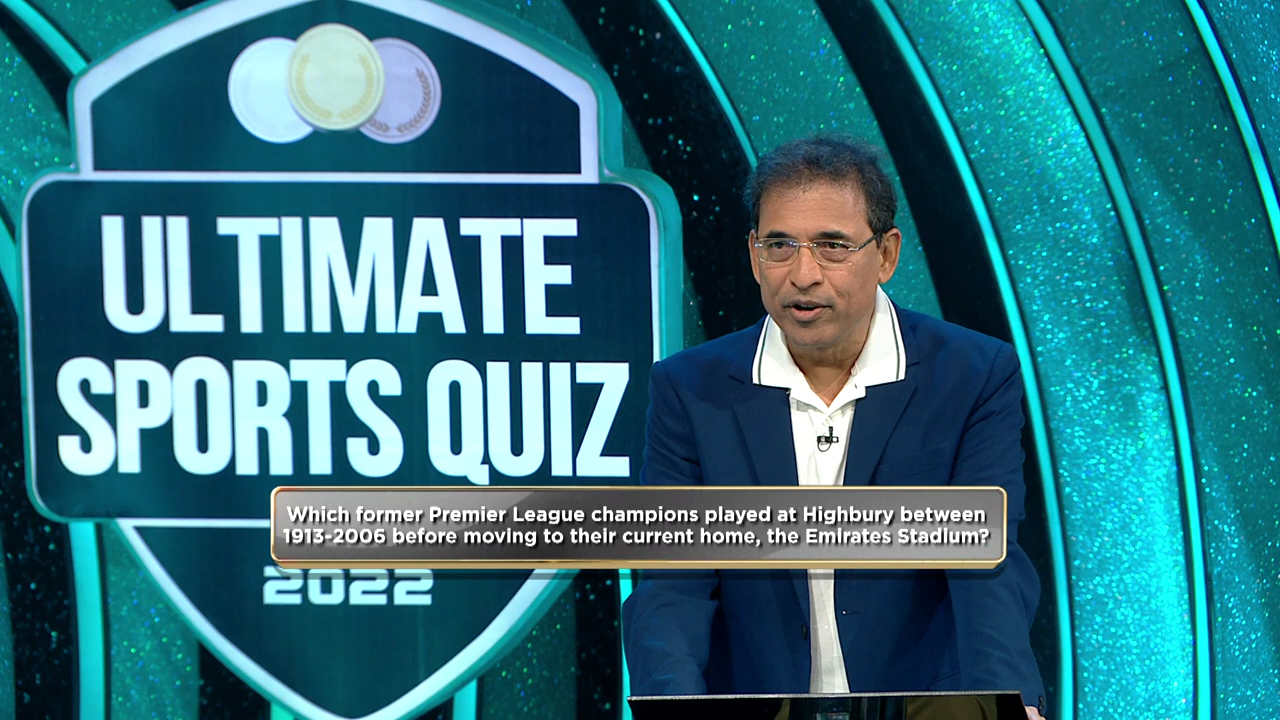 ULTIMATE
SPORTS QUIZ
Which former Premier League champions played at Highbury between
1913-2006 before moving to their current home, the Emirates Stadium?
2022